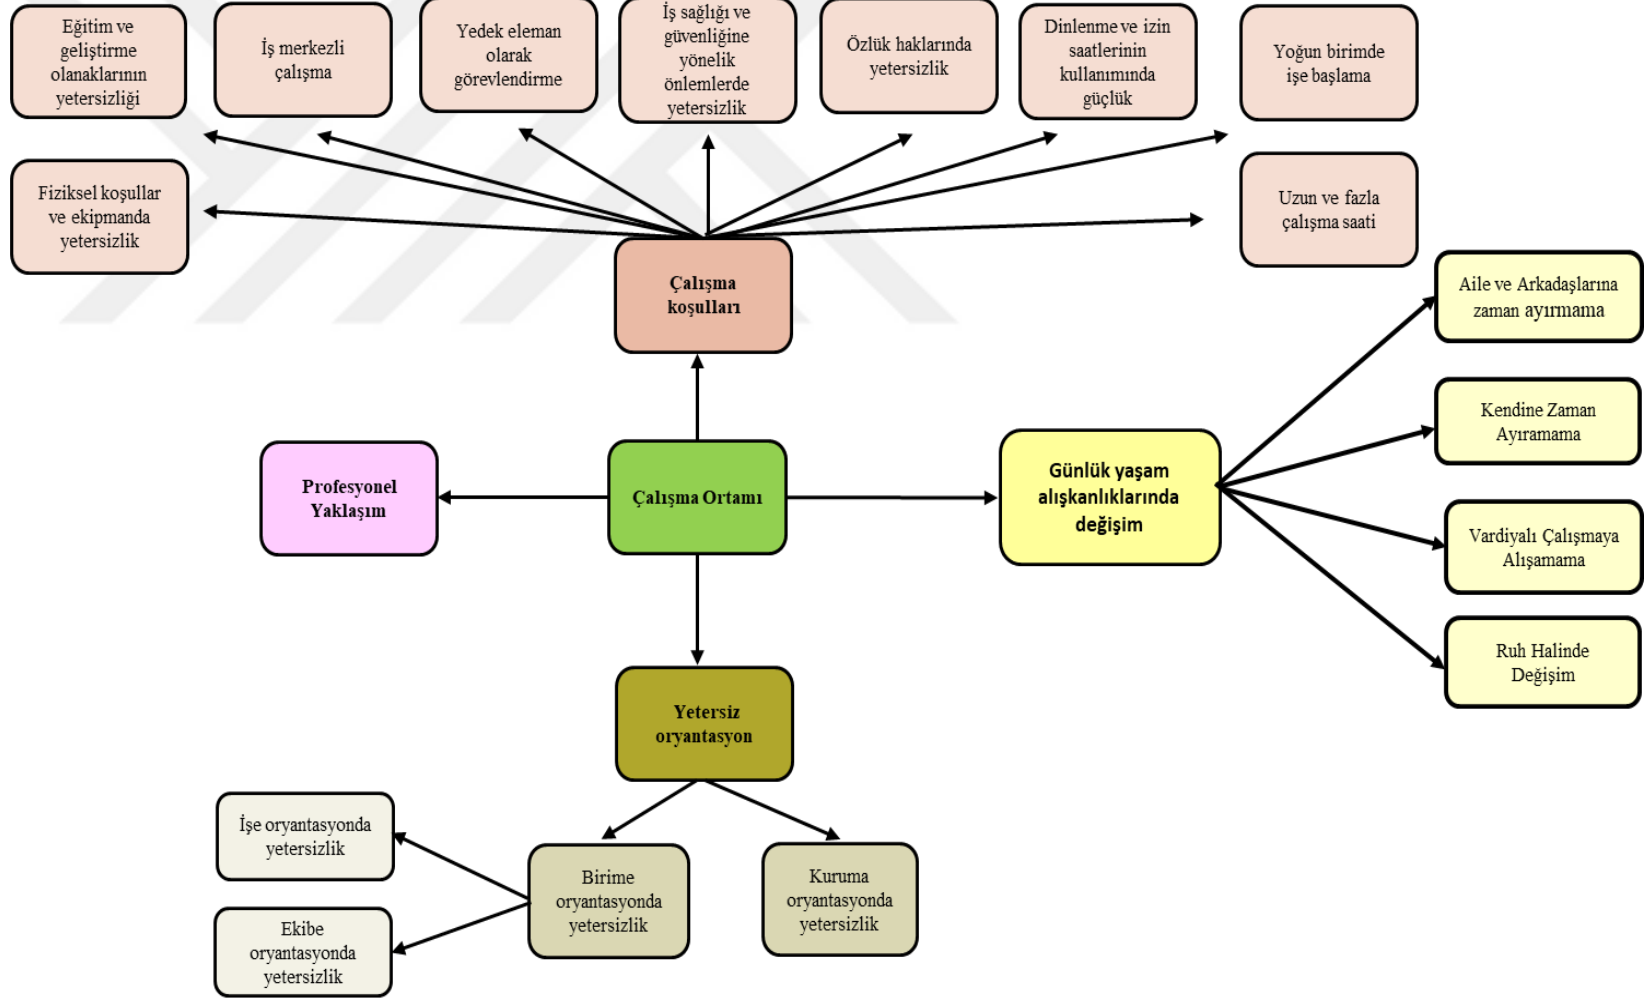 Eğitim ve
geliştirme
olanaklarının
yetersizliği
İş merkezli
çalışma
Yedek eleman
olarak
görevlendirme
İş sağlığı ve
güvenliğine
yönelik
önlemlerde
yetersizlik
Özlük haklarında
yetersizlik
Dinlenme ve izin
saatlerinin
kullanımında
güçlük
Yoğun birimde
işe başlama
Fiziksel koşullar
ve ekipmanda
yetersizlik
Uzun ve fazla
çalışma saati
Çalışma
koşulları
Aile ve Arkadaşlarına
zaman ayırmama
Kendine Zaman
Ayıramama
Profesyonel
Yaklaşım
Çalışma Ortamı
Günlük yaşam
alışkanlıklarında
değişim
Vardiyalı Çalışmaya
Alışamama
Ruh Halinde
Değişim
Yetersiz
oryantasyon
İşe oryantasyonda
yetersizlik
Birime
oryantasyonda
yetersizlik
Kuruma
oryantasyonda
yetersizlik
Ekibe
oryantasyonda
yetersizlik